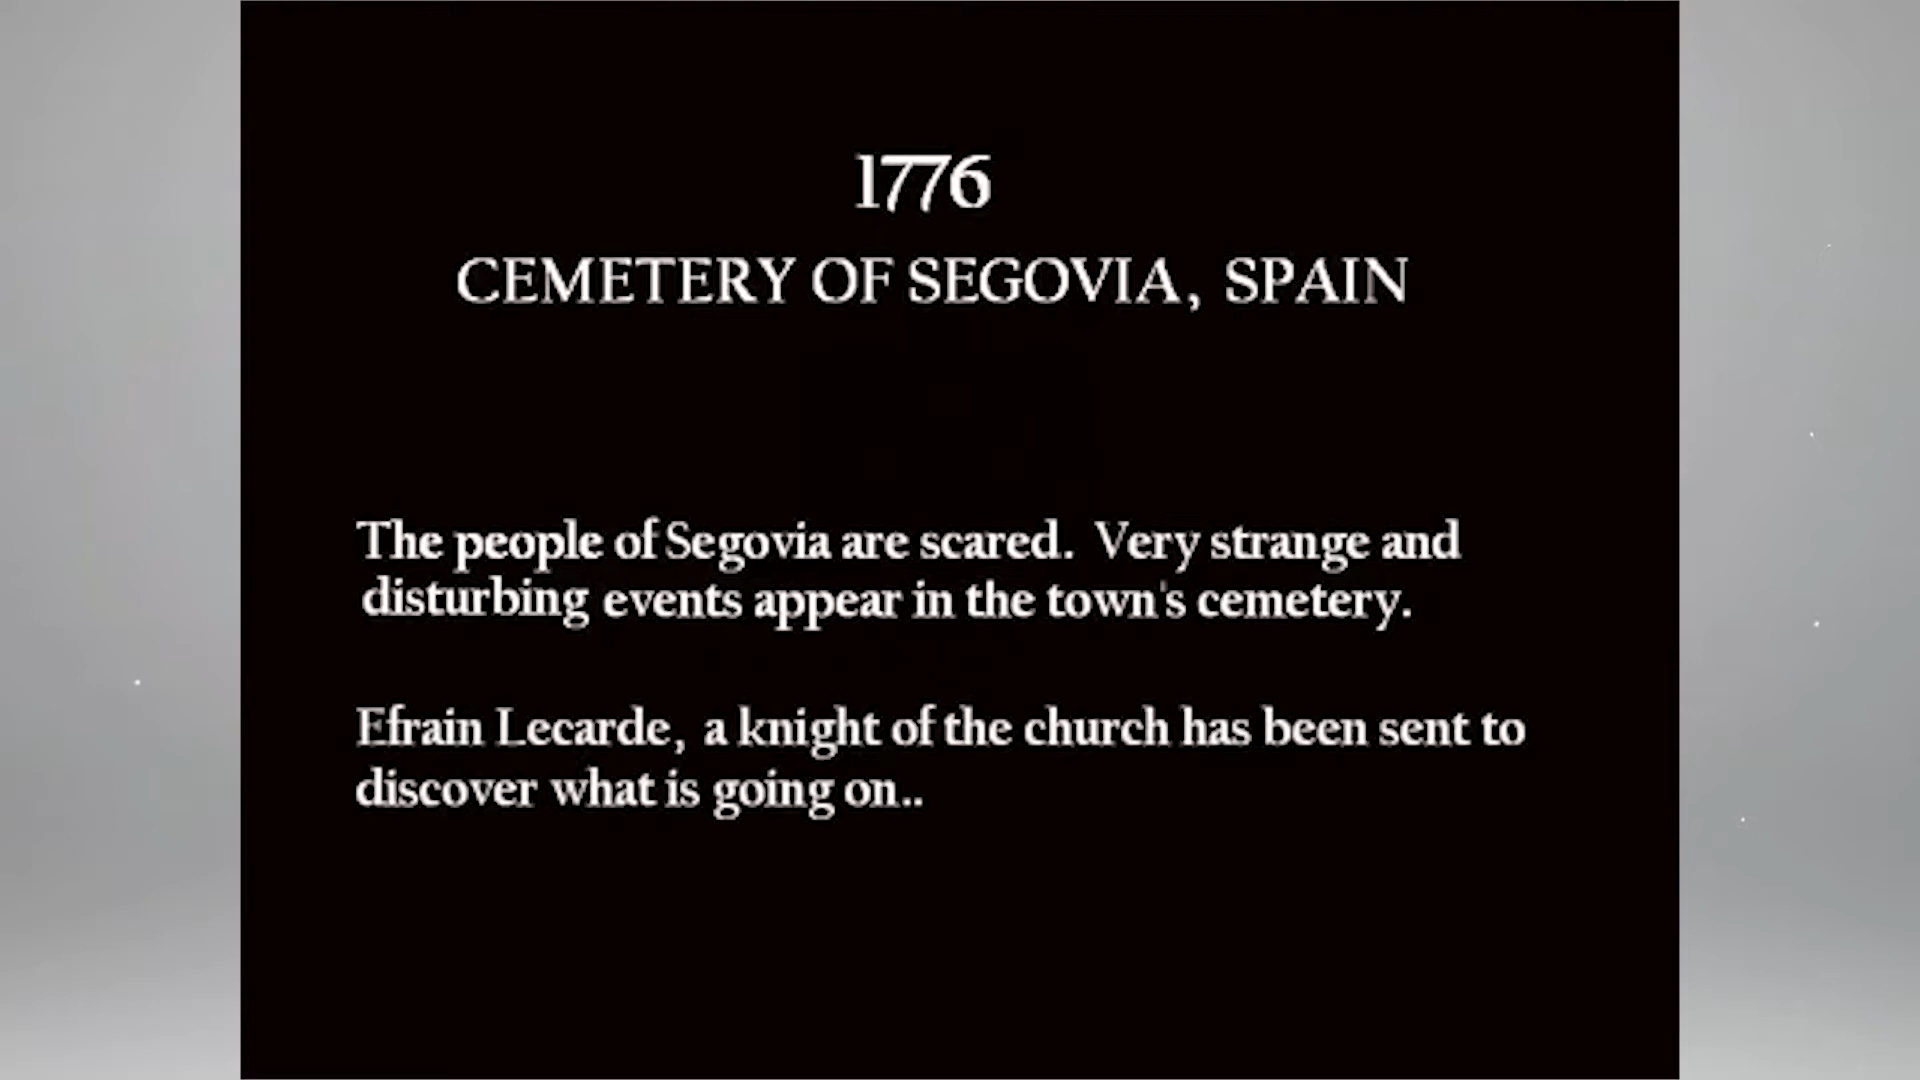 1776
CEMETERY OF SEGOVIA, SPAIN
The people of Segovia are scared. Very strange and
disturbing events appear in the town's cemetery.
Efrain Lecarde, a knight of the church has been sent to
discover what is going on..